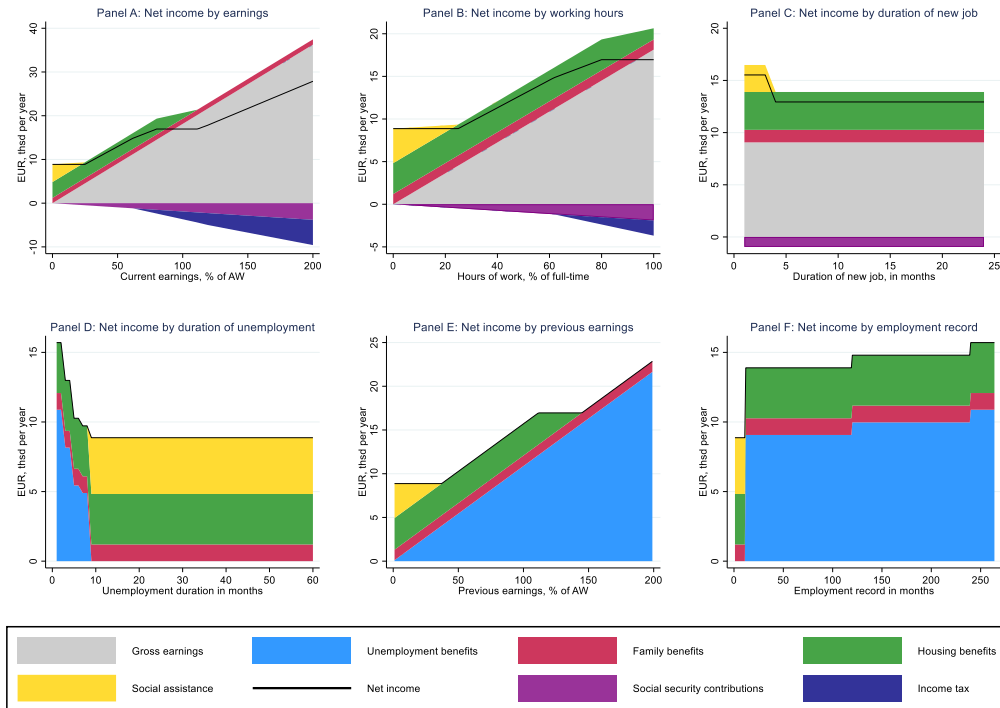 Panel A: Net income by earnings
EUR, thsd per year
40
30
20
10
0
-10
0 50 100 150 200
Current earnings, % of AW
Panel B: Net income by working hours
EUR, thsd per year
20
15
10
5
0
-5
0 20 40 60 80 100
Hours of work, % of full-time
Panel C: Net income by duration of new job
EUR, thsd per year
20
15
10
5
0
0 5 10 15 20 25
Duration of new job, in months
Panel D: Net income by duration of unemployment
EUR, thsd per year
15
10
5
0
0 10 20 30 40 50 60
Unemployment duration in months
Panel E: Net income by previous earnings
EUR, thsd per year
25
20
15
10
5
0
0 50 100 150 200
Previous earnings, % of AW
Panel F: Net income by employment record
EUR, thsd per year
15
10
5
0
0 50 100 150 200 250
Employment record in months
Gross earnings Unemployment benefits Family benefits Housing benefits
Social assistance Net income Social security contributions Income tax